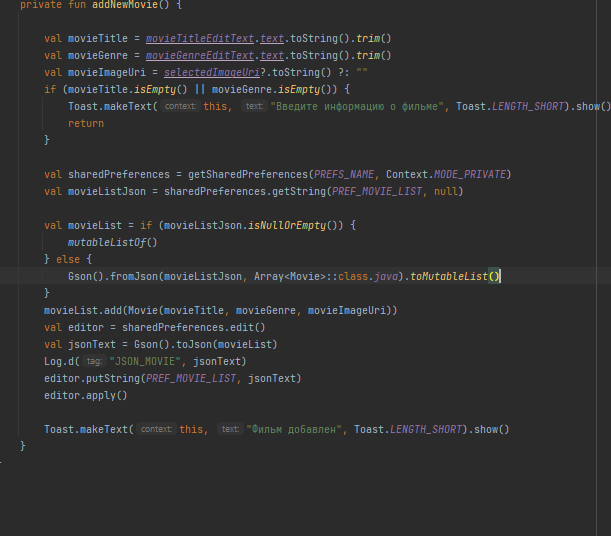 private fun addNewMovie() {
val movieTitle = movieTitleEditText.text.toString().trim()
val movieGenre = movieGenreEditText.text.toString().trim()
val movieImageUri = selectedImageUri?.toString() ?: ""
if (movieTitle.isEmpty() || movieGenre.isEmpty()) {
Toast.makeText( context: this, text: "Введите информацию о фильме", Toast.LENGTH_SHORT).show()
return
}
val sharedPreferences = getSharedPreferences(PREFS_NAME, Context.MODE_PRIVATE)
val movieListJson = sharedPreferences.getString(PREF_MOVIE_LIST, null)
val movieList = if (movieListJson.isNullOrEmpty()) {
mutableListOf()
} else {
Gson().fromJson(movieListJson, Array<Movie>::class.java).toMutableList()
}
movieList.add(Movie(movieTitle, movieGenre, movieImageUri))
val editor = sharedPreferences.edit()
val jsonText = Gson().toJson(movieList)
Log.d( tag: "JSON_MOVIE", jsonText)
editor.putString(PREF_MOVIE_LIST, jsonText)
editor.apply()
Toast.makeText( context: this, text: "Фильм добавлен", Toast.LENGTH_SHORT).show()
}